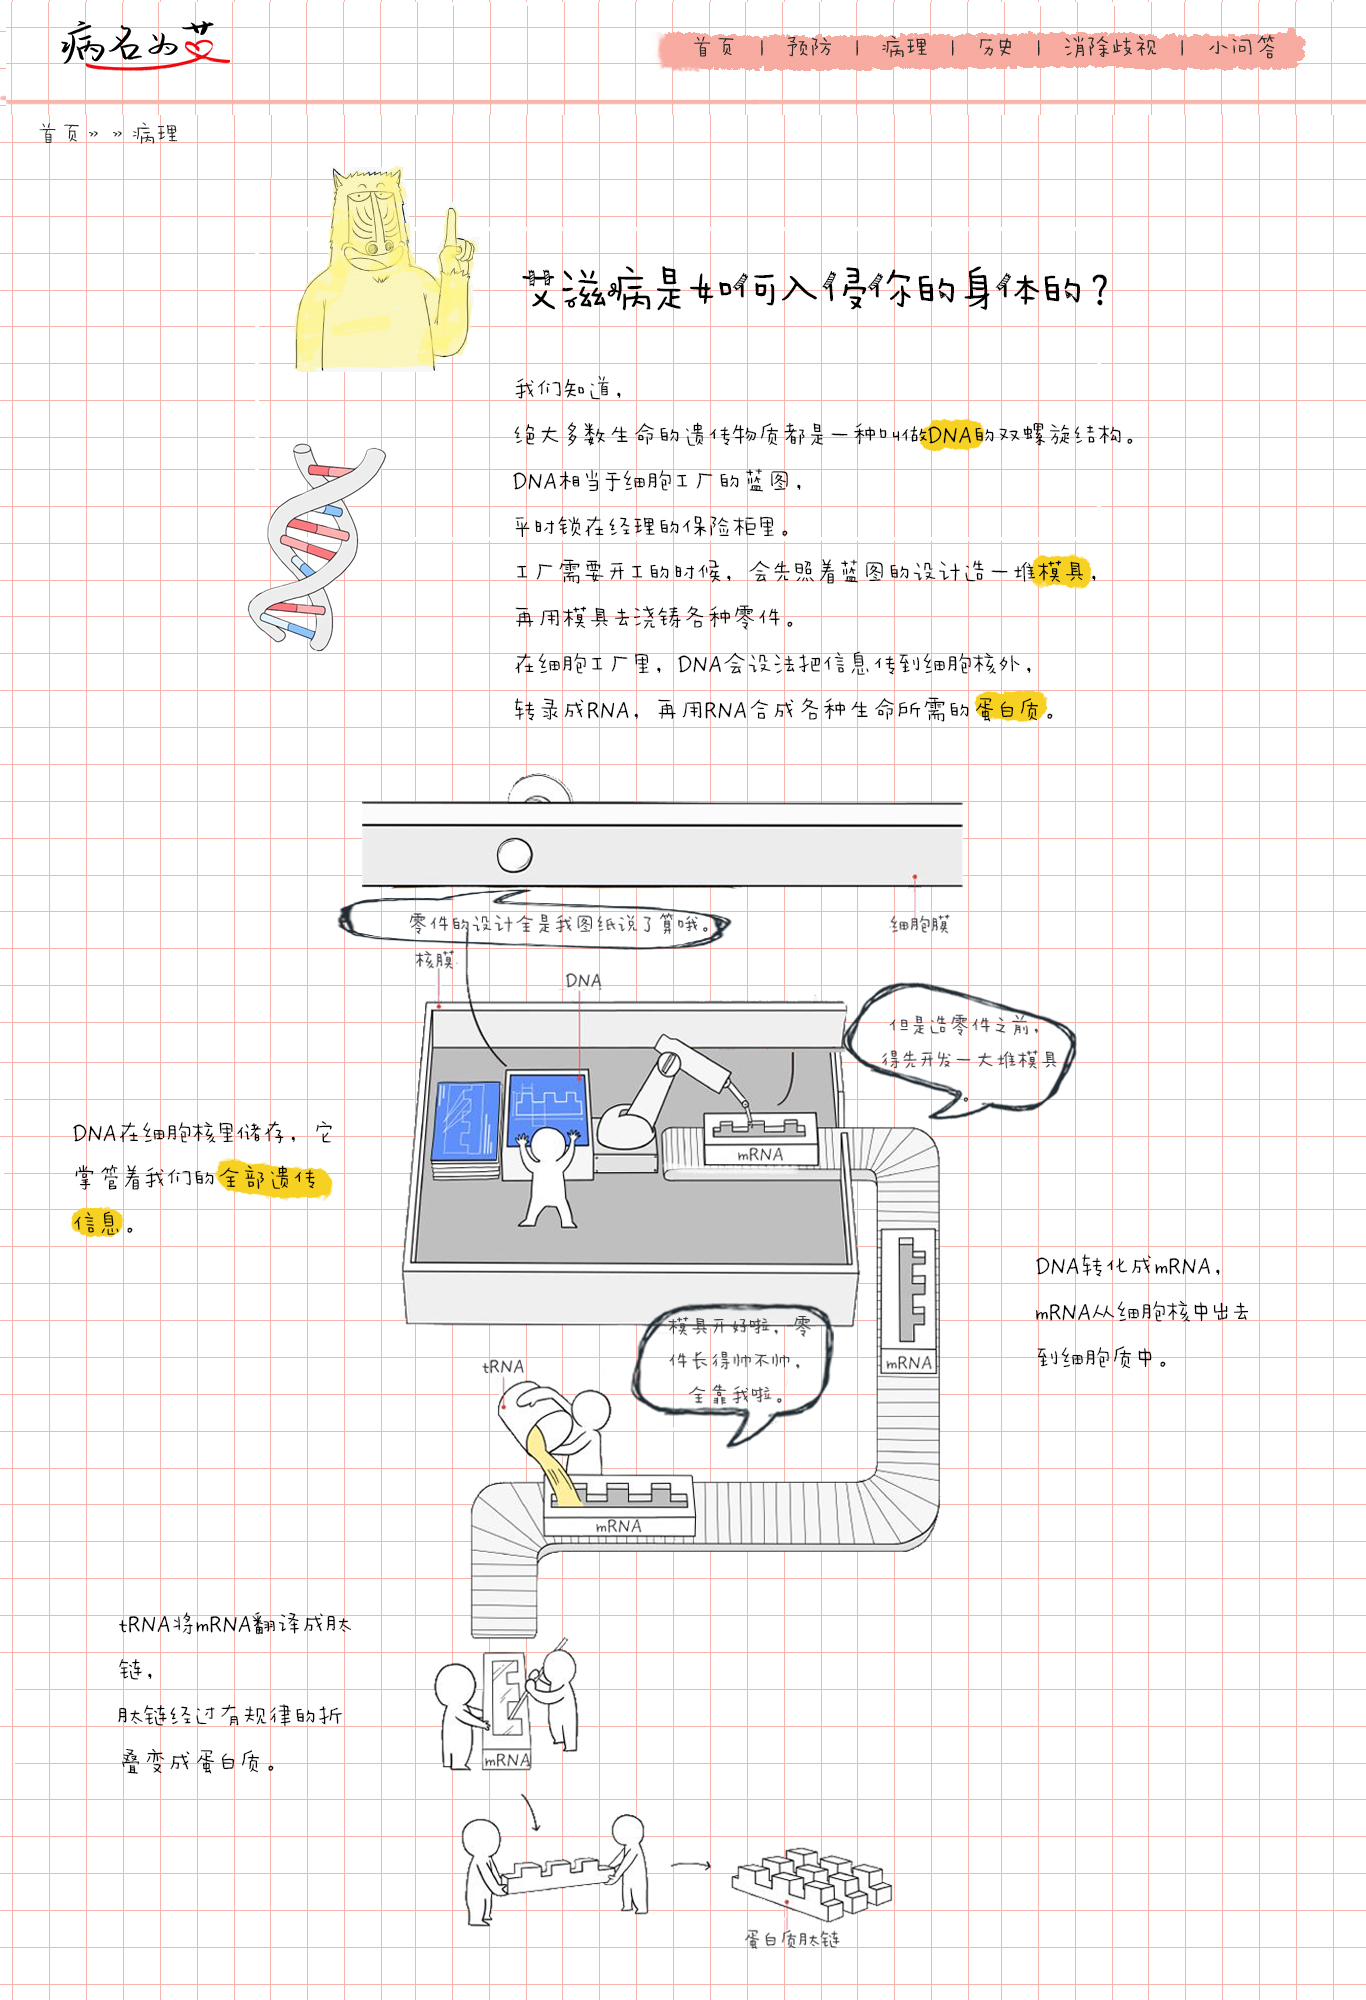 病名为艾
首页 | 预防 | 病理 | 历史 | 消除歧视 | 小问答
首页» »病理
艾滋病是如何入侵你的身体的？
我们知道，
绝大多数生命的遗传物质都是一种叫做DNA的双螺旋结构。
DNA相当于细胞工厂的蓝图，
平时锁在经理的保险柜里。
工厂需要开工的时候，会先照着蓝图的设计造一堆模具，
再用模具去浇铸各种零件。
在细胞工厂里，DNA会设法把信息传到细胞核外，
转录成RNA，再用RNA合成各种生命所需的蛋白质。
零件的设计全是我图纸说了算哦。
细胞膜
核膜
DNA
但是造零件之前，
得先开发一大堆模具
。
mRNA
DNA在细胞核里储存，它
掌管着我们的全部遗传
信息。
DNA转化成mRNA，
mRNA从细胞核中出去
到细胞质中。
mRNA
模具开好啦，零
件长得帅不帅，
全靠我啦。
tRNA
mRNA
tRNA将mRNA翻译成肽
链，
肽链经过有规律的折
叠变成蛋白质。
mRNA
蛋白质肽链